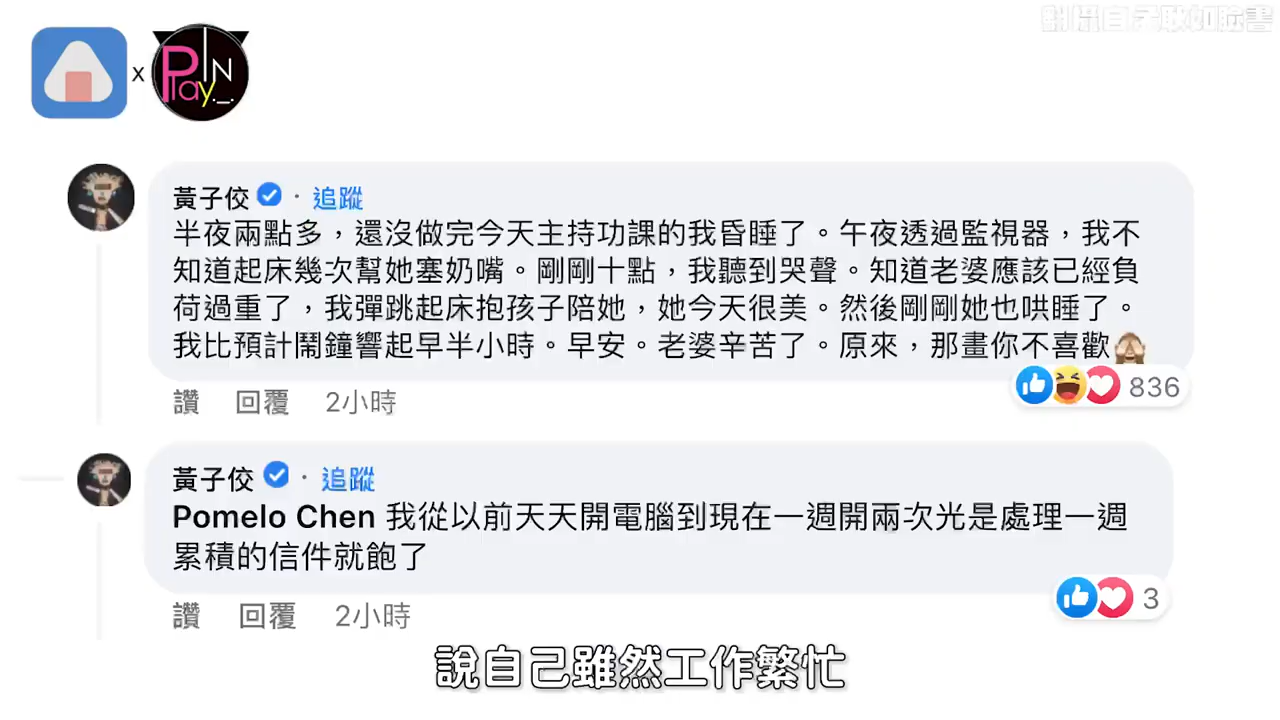 翻攝自孟耿如臉書
x
PlayIN._.
黃子佼 · 追蹤
半夜兩點多，還沒做完今天主持功課的我昏睡了。午夜透過監視器，我不
知道起床幾次幫她塞奶嘴。剛剛十點，我聽到哭聲。知道老婆應該已經負
荷過重了，我彈跳起床抱孩子陪她，她今天很美。然後剛剛她也哄睡了。
我比預計鬧鐘響起早半小時。早安。老婆辛苦了。原來，那畫你不喜歡🙈
讚 回覆 2小時
836
黃子佼 · 追蹤
Pomelo Chen 我從以前天天開電腦到現在一週開兩次光是處理一週
累積的信件就飽了
讚 回覆 2小時
3
說自己雖然工作繁忙